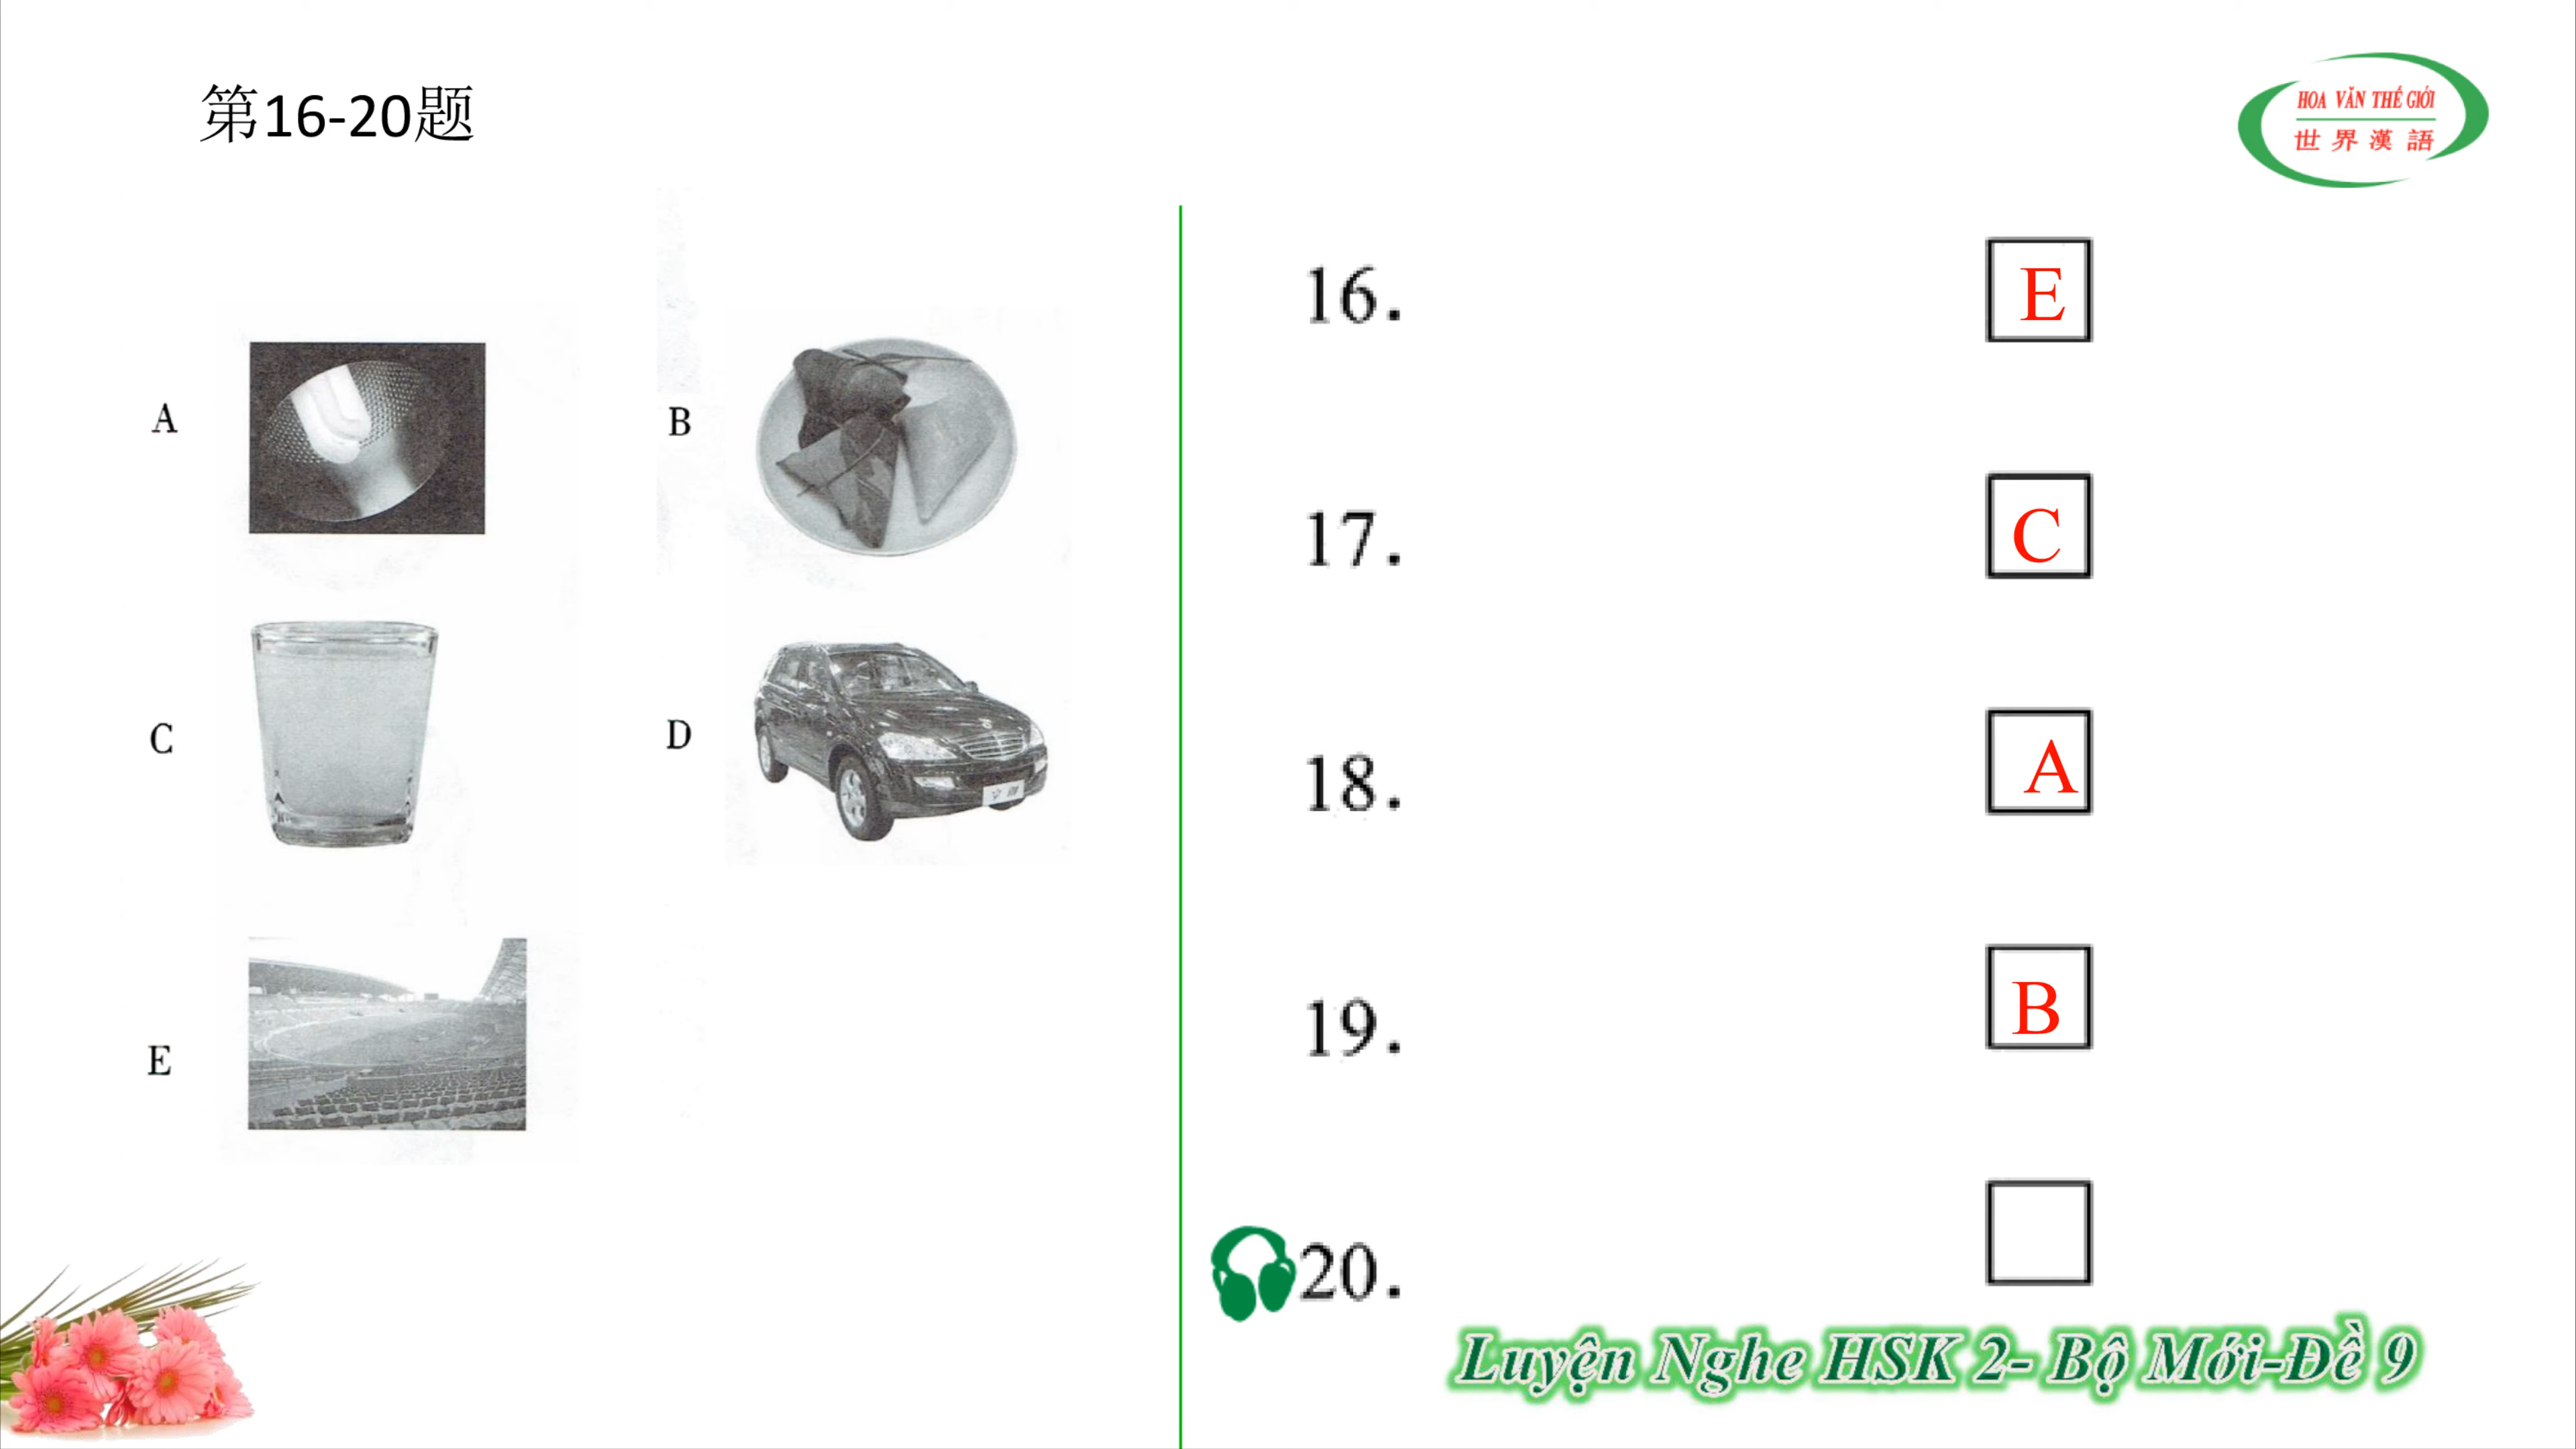 第16-20题
HOA VĂN THẾ GIỚI
世界漢語
A
B
C
D
E
16. E
17. C
18. A
19. B
20.
Luyện Nghe HSK 2- Bộ Mới-Đề 9